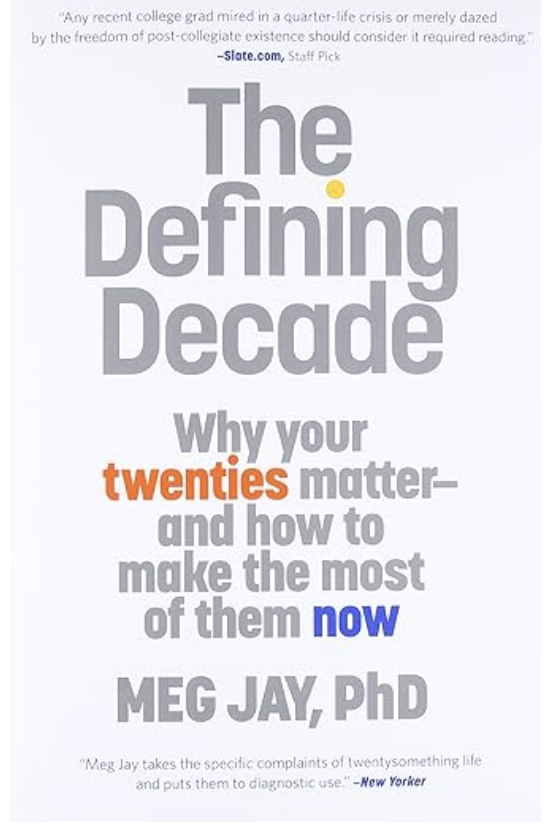 "Any recent college grad mired in a quarter-life crisis or merely dazed
by the freedom of post-collegiate existence should consider it required reading."
–Slate.com, Staff Pick
The
Defining
Decade
Why your
twenties matter–
and how to
make the most
of them now
MEG JAY, PhD
"Meg Jay takes the specific complaints of twentysomething life
and puts them to diagnostic use." –New Yorker